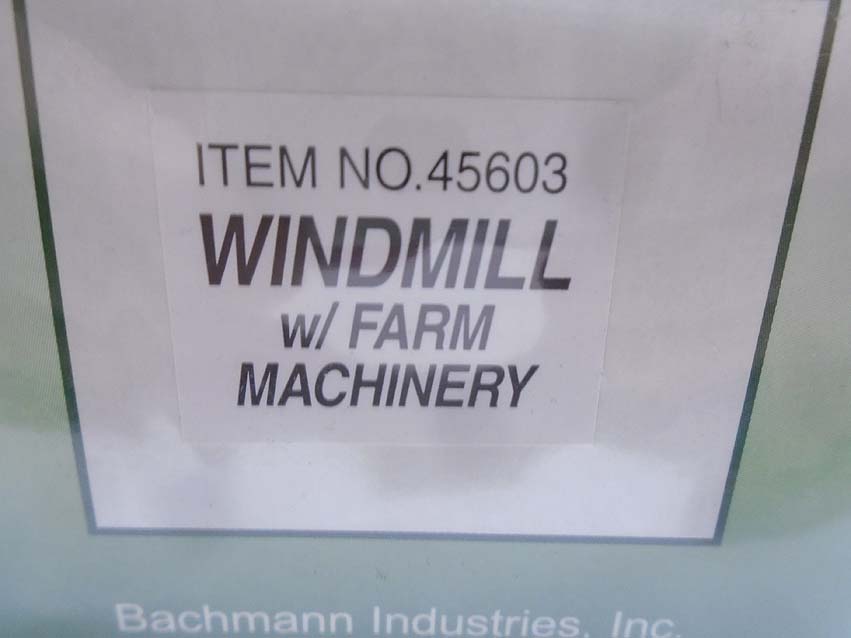 ITEM NO.45603
WINDMILL
w/ FARM
MACHINERY
Bachmann Industries, Inc.